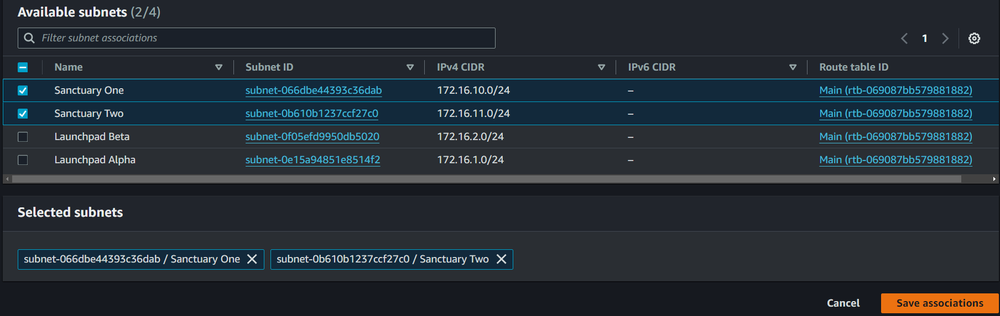 Available subnets (2/4)
Filter subnet associations
1
Name Subnet ID IPv4 CIDR IPv6 CIDR Route table ID
Sanctuary One subnet-066dbe44393c36dab 172.16.10.0/24 – Main (rtb-069087bb579881882)
Sanctuary Two subnet-0b610b1237ccf27c0 172.16.11.0/24 – Main (rtb-069087bb579881882)
Launchpad Beta subnet-0f05efd9950db5020 172.16.2.0/24 – Main (rtb-069087bb579881882)
Launchpad Alpha subnet-0e15a94851e8514f2 172.16.1.0/24 – Main (rtb-069087bb579881882)
Selected subnets
subnet-066dbe44393c36dab / Sanctuary One subnet-0b610b1237ccf27c0 / Sanctuary Two
Cancel Save associations